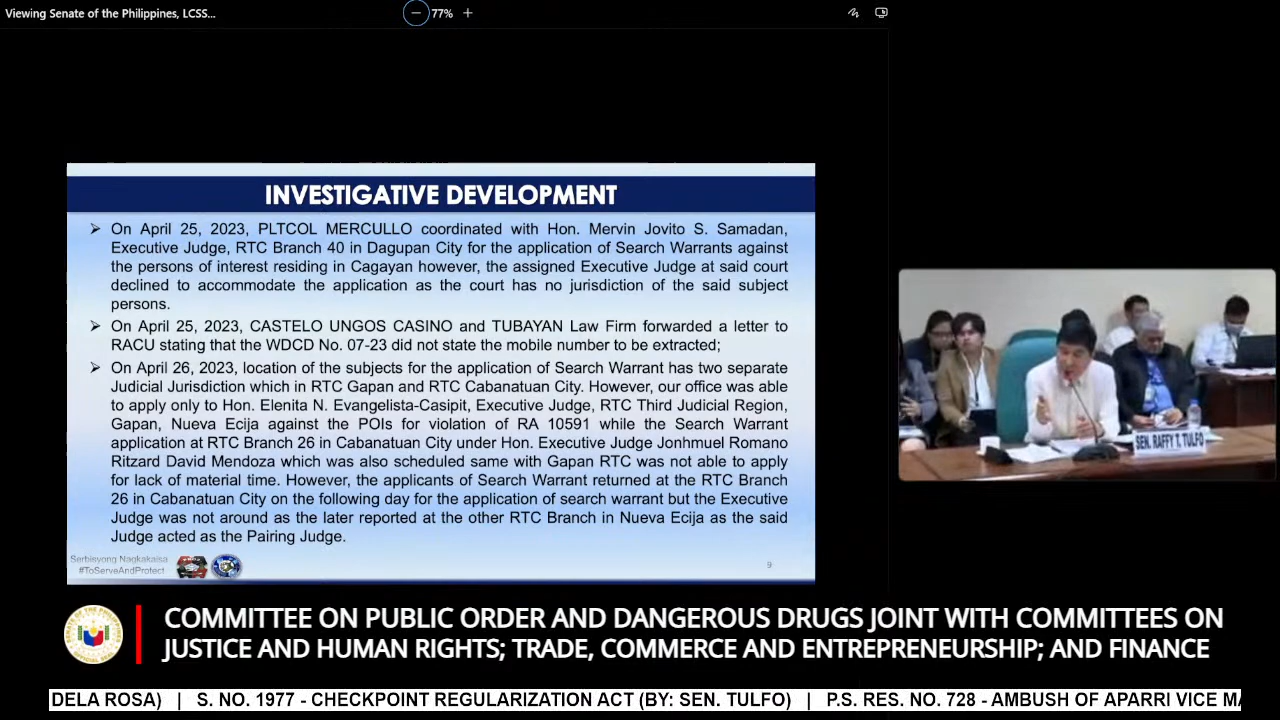 Viewing Senate of the Philippines, LCSS...
77%
INVESTIGATIVE DEVELOPMENT
➢ On April 25, 2023, PLTCOL MERCULLO coordinated with Hon. Mervin Jovito S. Samadan,
Executive Judge, RTC Branch 40 in Dagupan City for the application of Search Warrants against
the persons of interest residing in Cagayan however, the assigned Executive Judge at said court
declined to accommodate the application as the court has no jurisdiction of the said subject
persons.
➢ On April 25, 2023, CASTELO UNGOS CASINO and TUBAYAN Law Firm forwarded a letter to
RACU stating that the WDCD No. 07-23 did not state the mobile number to be extracted;
➢ On April 26, 2023, location of the subjects for the application of Search Warrant has two separate
Judicial Jurisdiction which in RTC Gapan and RTC Cabanatuan City. However, our office was able
to apply only to Hon. Elenita N. Evangelista-Casipit, Executive Judge, RTC Third Judicial Region,
Gapan, Nueva Ecija against the POIs for violation of RA 10591 while the Search Warrant
application at RTC Branch 26 in Cabanatuan City under Hon. Executive Judge Jonhmuel Romano
Ritzard David Mendoza which was also scheduled same with Gapan RTC was not able to apply
for lack of material time. However, the applicants of Search Warrant returned at the RTC Branch
26 in Cabanatuan City on the following day for the application of search warrant but the Executive
Judge was not around as the later reported at the other RTC Branch in Nueva Ecija as the said
Judge acted as the Pairing Judge.
Serbisyong Nagkakaisa
#ToServeAndProtect
9
SEN. RAFFY T. TULFO
COMMITTEE ON PUBLIC ORDER AND DANGEROUS DRUGS JOINT WITH COMMITTEES ON
JUSTICE AND HUMAN RIGHTS; TRADE, COMMERCE AND ENTREPRENEURSHIP; AND FINANCE
DELA ROSA) | S. NO. 1977 - CHECKPOINT REGULARIZATION ACT (BY: SEN. TULFO) | P.S. RES. NO. 728 - AMBUSH OF APARRI VICE MA